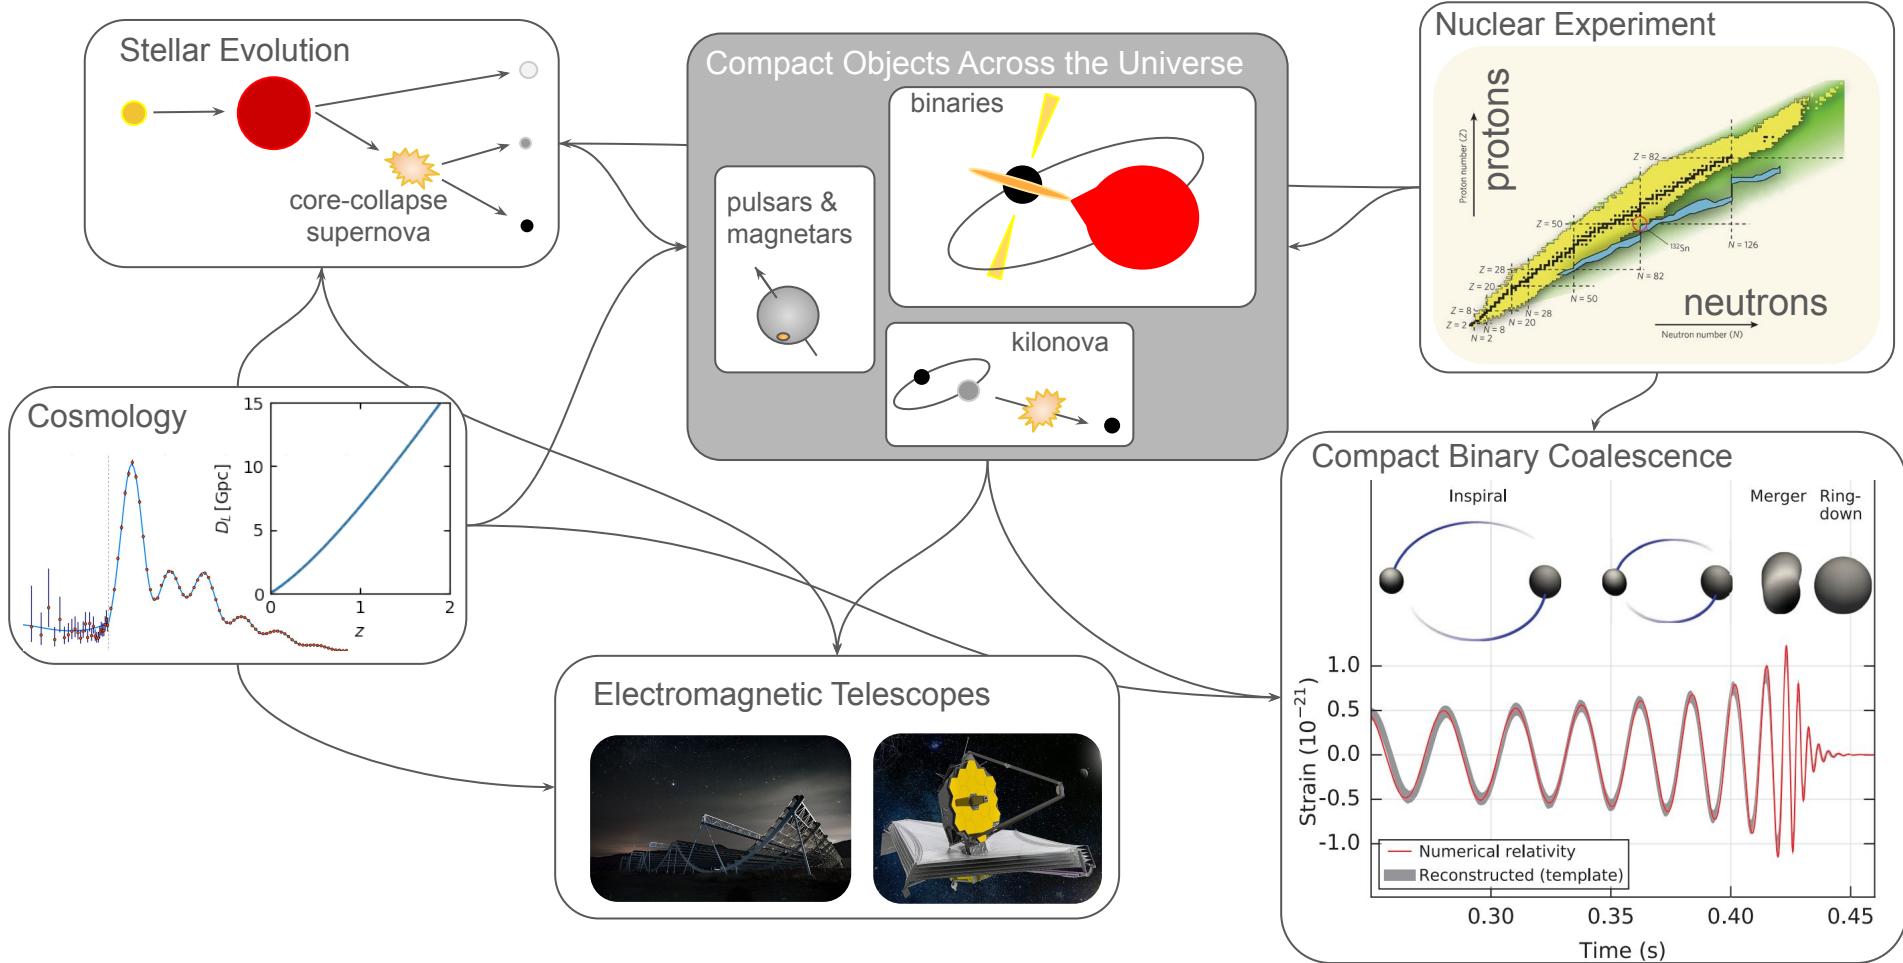 Stellar Evolution
core-collapse
supernova
Compact Objects Across the Universe
binaries
pulsars &
magnetars
kilonova
Nuclear Experiment
protons
Proton number (Z)
Z = 82
Z = 50
Z = 28
Z = 20
Z = 8
Z = 2
N = 2
N = 8
N = 20
N = 28
N = 50
N = 82
N = 126
¹³²Sn
neutrons
Neutron number (N)
Cosmology
D_L [Gpc]
15
10
5
0
0
1
2
z
Electromagnetic Telescopes
Compact Binary Coalescence
Inspiral
Merger
Ring-
down
Strain (10⁻²¹)
1.0
0.5
0.0
-0.5
-1.0
Numerical relativity
Reconstructed (template)
0.30
0.35
0.40
0.45
Time (s)